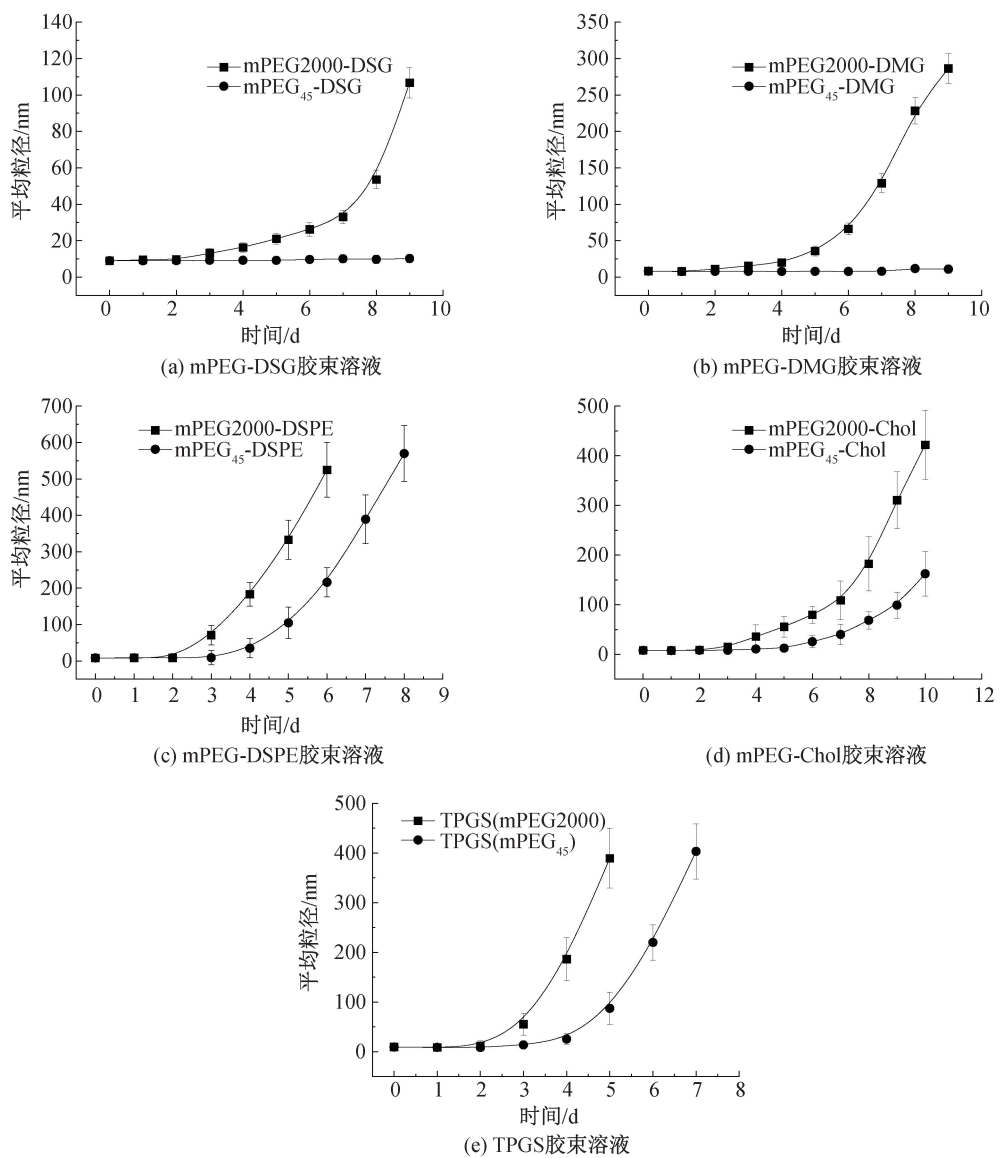 140
120
100
80
60
40
20
0
平均粒径/nm
mPEG2000-DSG
mPEG₄₅-DSG
0 2 4 6 8 10
时间/d
(a) mPEG-DSG胶束溶液
350
300
250
200
150
100
50
0
平均粒径/nm
mPEG2000-DMG
mPEG₄₅-DMG
0 2 4 6 8 10
时间/d
(b) mPEG-DMG胶束溶液
700
600
500
400
300
200
100
0
平均粒径/nm
mPEG2000-DSPE
mPEG₄₅-DSPE
0 1 2 3 4 5 6 7 8 9
时间/d
(c) mPEG-DSPE胶束溶液
500
400
300
200
100
0
mPEG2000-Chol
mPEG₄₅-Chol
0 2 4 6 8 10 12
(d) mPEG-Chol胶束溶液
500
400
300
200
100
0
平均粒径/nm
TPGS(mPEG2000)
TPGS(mPEG₄₅)
0 1 2 3 4 5 6 7 8
时间/d
(e) TPGS胶束溶液